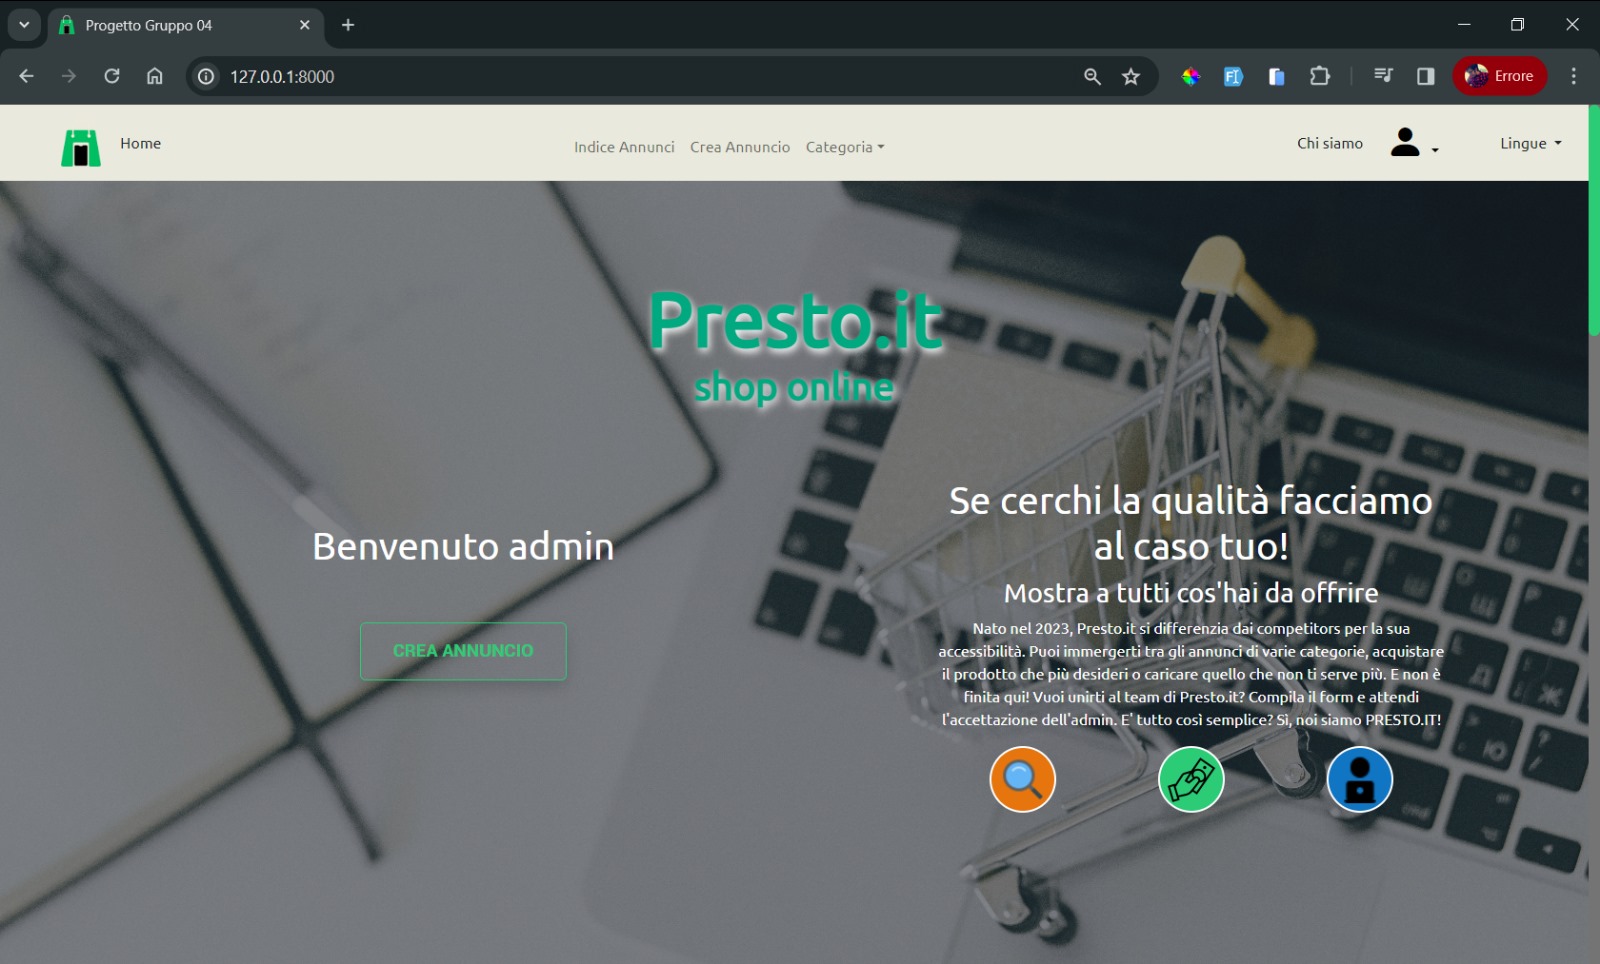 Progetto Gruppo 04
127.0.0.1:8000
Errore
Home
Indice Annunci Crea Annuncio Categoria
Chi siamo
Lingue
Presto.it
shop online
Benvenuto admin
CREA ANNUNCIO
Se cerchi la qualità facciamo
al caso tuo!
Mostra a tutti cos'hai da offrire
Nato nel 2023, Presto.it si differenzia dai competitors per la sua
accessibilità. Puoi immergerti tra gli annunci di varie categorie, acquistare
il prodotto che più desideri o caricare quello che non ti serve più. E non è
finita qui! Vuoi unirti al team di Presto.it? Compila il form e attendi
l'accettazione dell'admin. E' tutto così semplice? Sì, noi siamo PRESTO.IT!